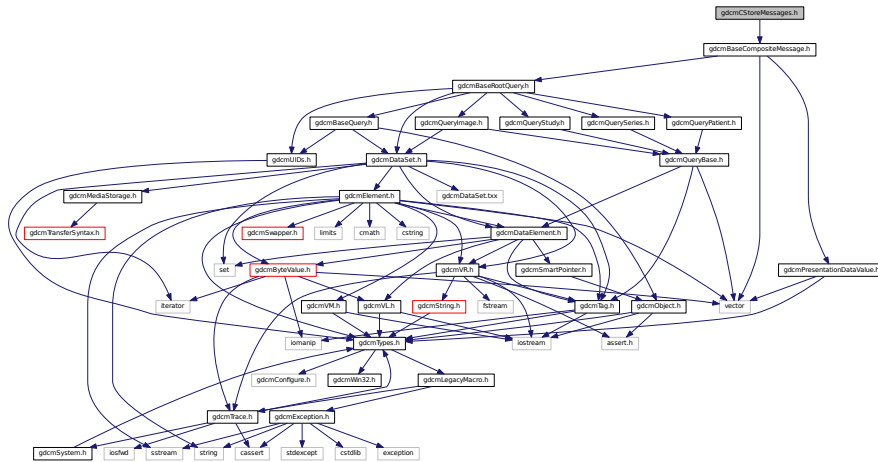 gdcmCStoreMessages.h
gdcmBaseCompositeMessage.h
gdcmBaseRootQuery.h
gdcmBaseQuery.h
gdcmQueryImage.h
gdcmQueryStudy.h
gdcmQuerySeries.h
gdcmQueryPatient.h
gdcmUIDs.h
gdcmDataSet.h
gdcmQueryBase.h
gdcmMediaStorage.h
gdcmElement.h
gdcmDataSet.txx
gdcmTransferSyntax.h
gdcmSwapper.h
limits
cmath
cstring
gdcmDataElement.h
set
gdcmByteValue.h
gdcmVR.h
gdcmSmartPointer.h
gdcmPresentationDataValue.h
iterator
gdcmVM.h
gdcmVL.h
gdcmString.h
fstream
gdcmTag.h
gdcmObject.h
vector
iomanip
gdcmTypes.h
iostream
assert.h
gdcmConfigure.h
gdcmWin32.h
gdcmLegacyMacro.h
gdcmTrace.h
gdcmException.h
gdcmSystem.h
iosfwd
sstream
string
cassert
stdexcept
cstdlib
exception